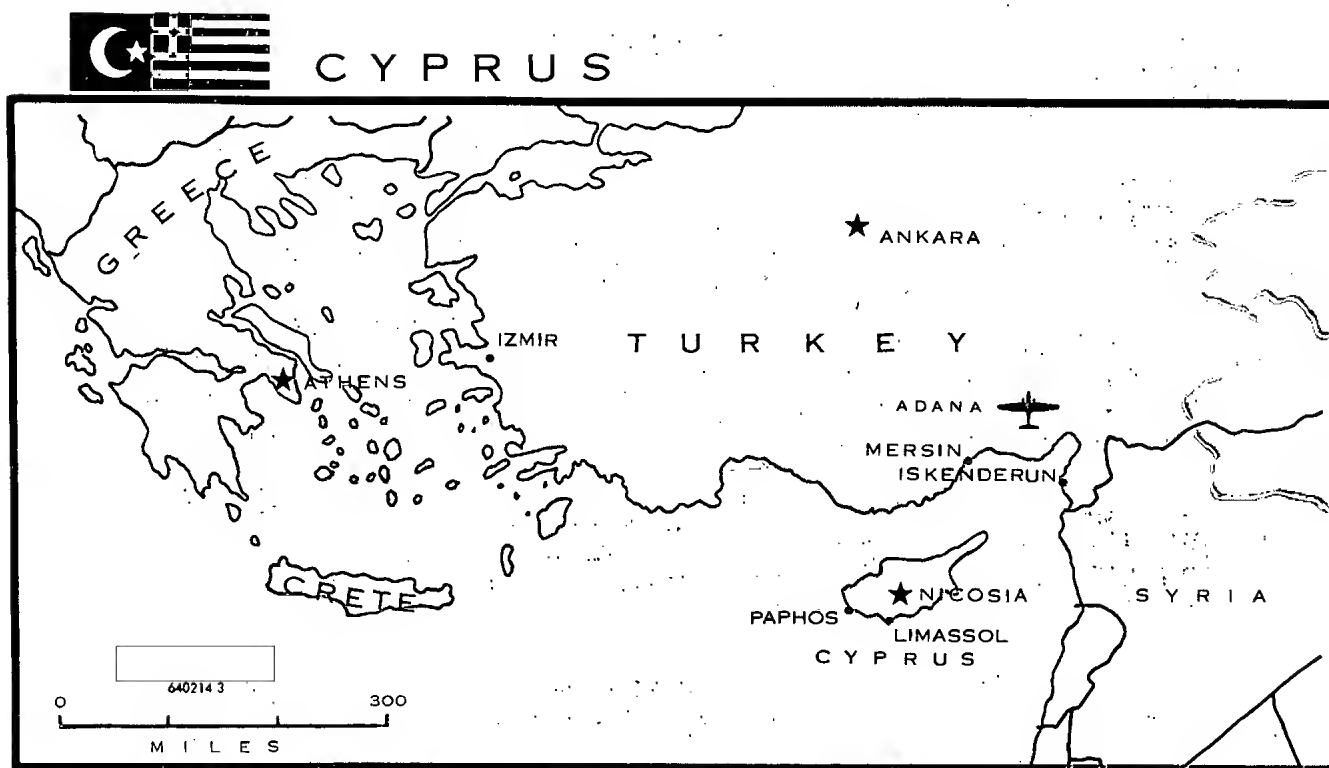 CYPRUS
GREECE
ANKARA
IZMIR
TURKEY
ATHENS
ADANA
MERSIN
ISKENDERUN
CRETE
NICOSIA
SYRIA
PAPHOS
LIMASSOL
CYPRUS
640214 3
0 300
MILES